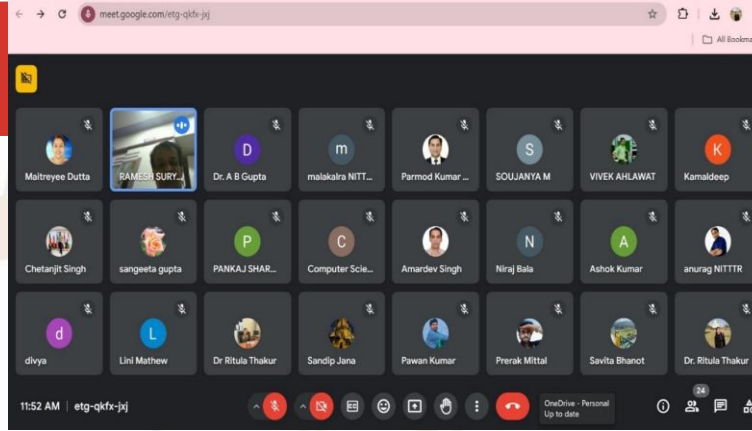 meet.google.com/etg-qkfx-jxj
All Bookma
Maitreyee Dutta
RAMESH SURY...
D
Dr. A B Gupta
m
malakalra NITT...
Parmod Kumar ...
S
SOUJANYA M
VIVEK AHLAWAT
K
Kamaldeep
Chetanjit Singh
sangeeta gupta
P
PANKAJ SHAR...
C
Computer Scie...
Amardev Singh
N
Niraj Bala
A
Ashok Kumar
anurag NITTTR
d
divya
L
Lini Mathew
Dr Ritula Thakur
Sandip Jana
Pawan Kumar
Prerak Mittal
Savita Bhanot
Dr. Ritula Thakur
11:52 AM | etg-qkfx-jxj
OneDrive - Personal
Up to date
24